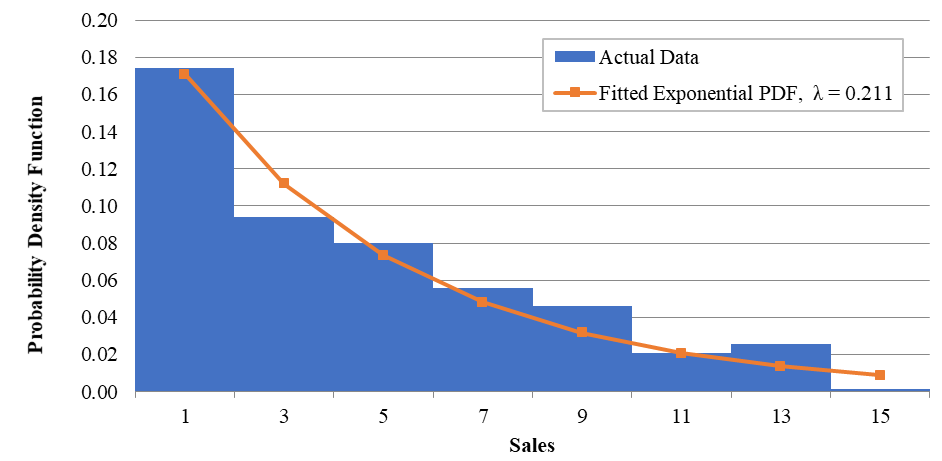 0.20
0.18
0.16
0.14
0.12
0.10
0.08
0.06
0.04
0.02
0.00
Probability Density Function
Actual Data
Fitted Exponential PDF, λ = 0.211
1 3 5 7 9 11 13 15
Sales